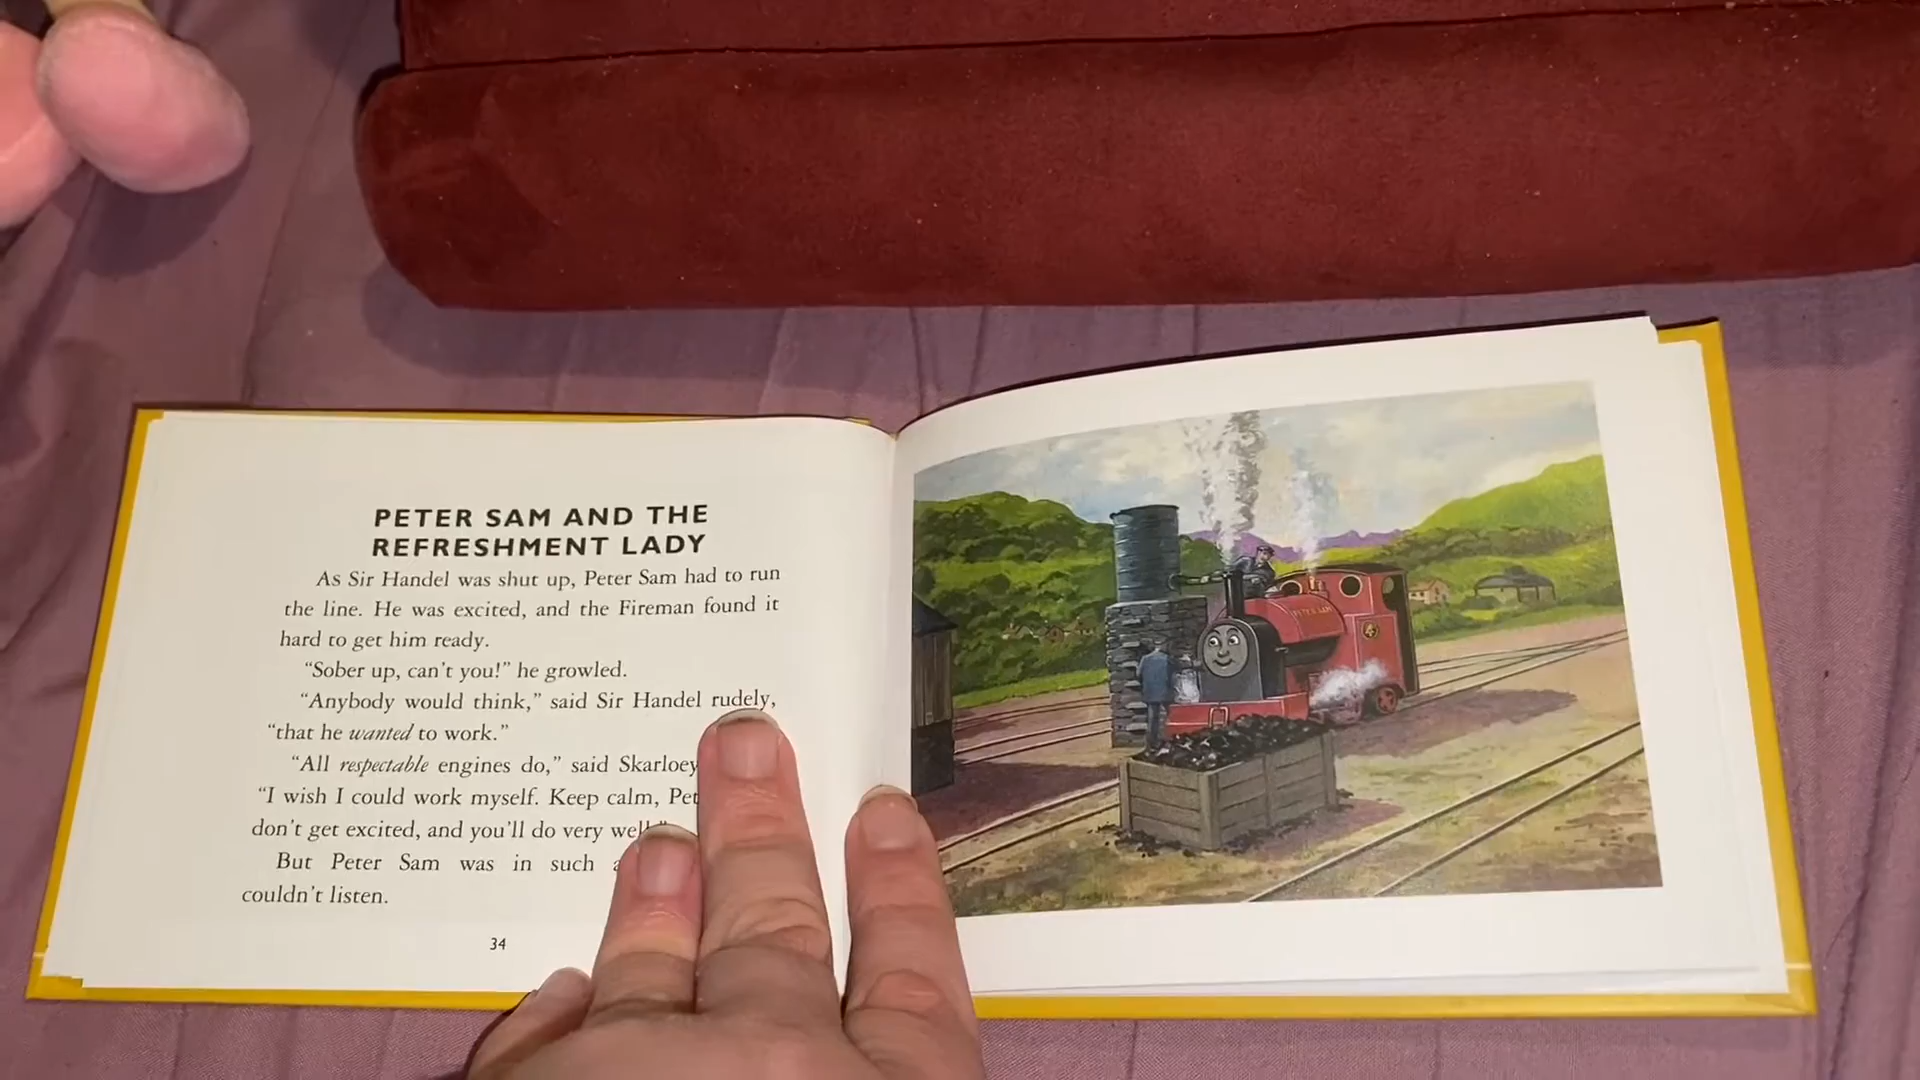 PETER SAM AND THE
REFRESHMENT LADY
As Sir Handel was shut up, Peter Sam had to run
the line. He was excited, and the Fireman found it
hard to get him ready.
“Sober up, can't you!” he growled.
“Anybody would think,” said Sir Handel rudely,
“that he wanted to work.”
“All respectable engines do,” said Skarloey
“I wish I could work myself. Keep calm,
don't get excited, and you'll do very well
But Peter Sam was in such
couldn't listen.
34
PETER SAM
4